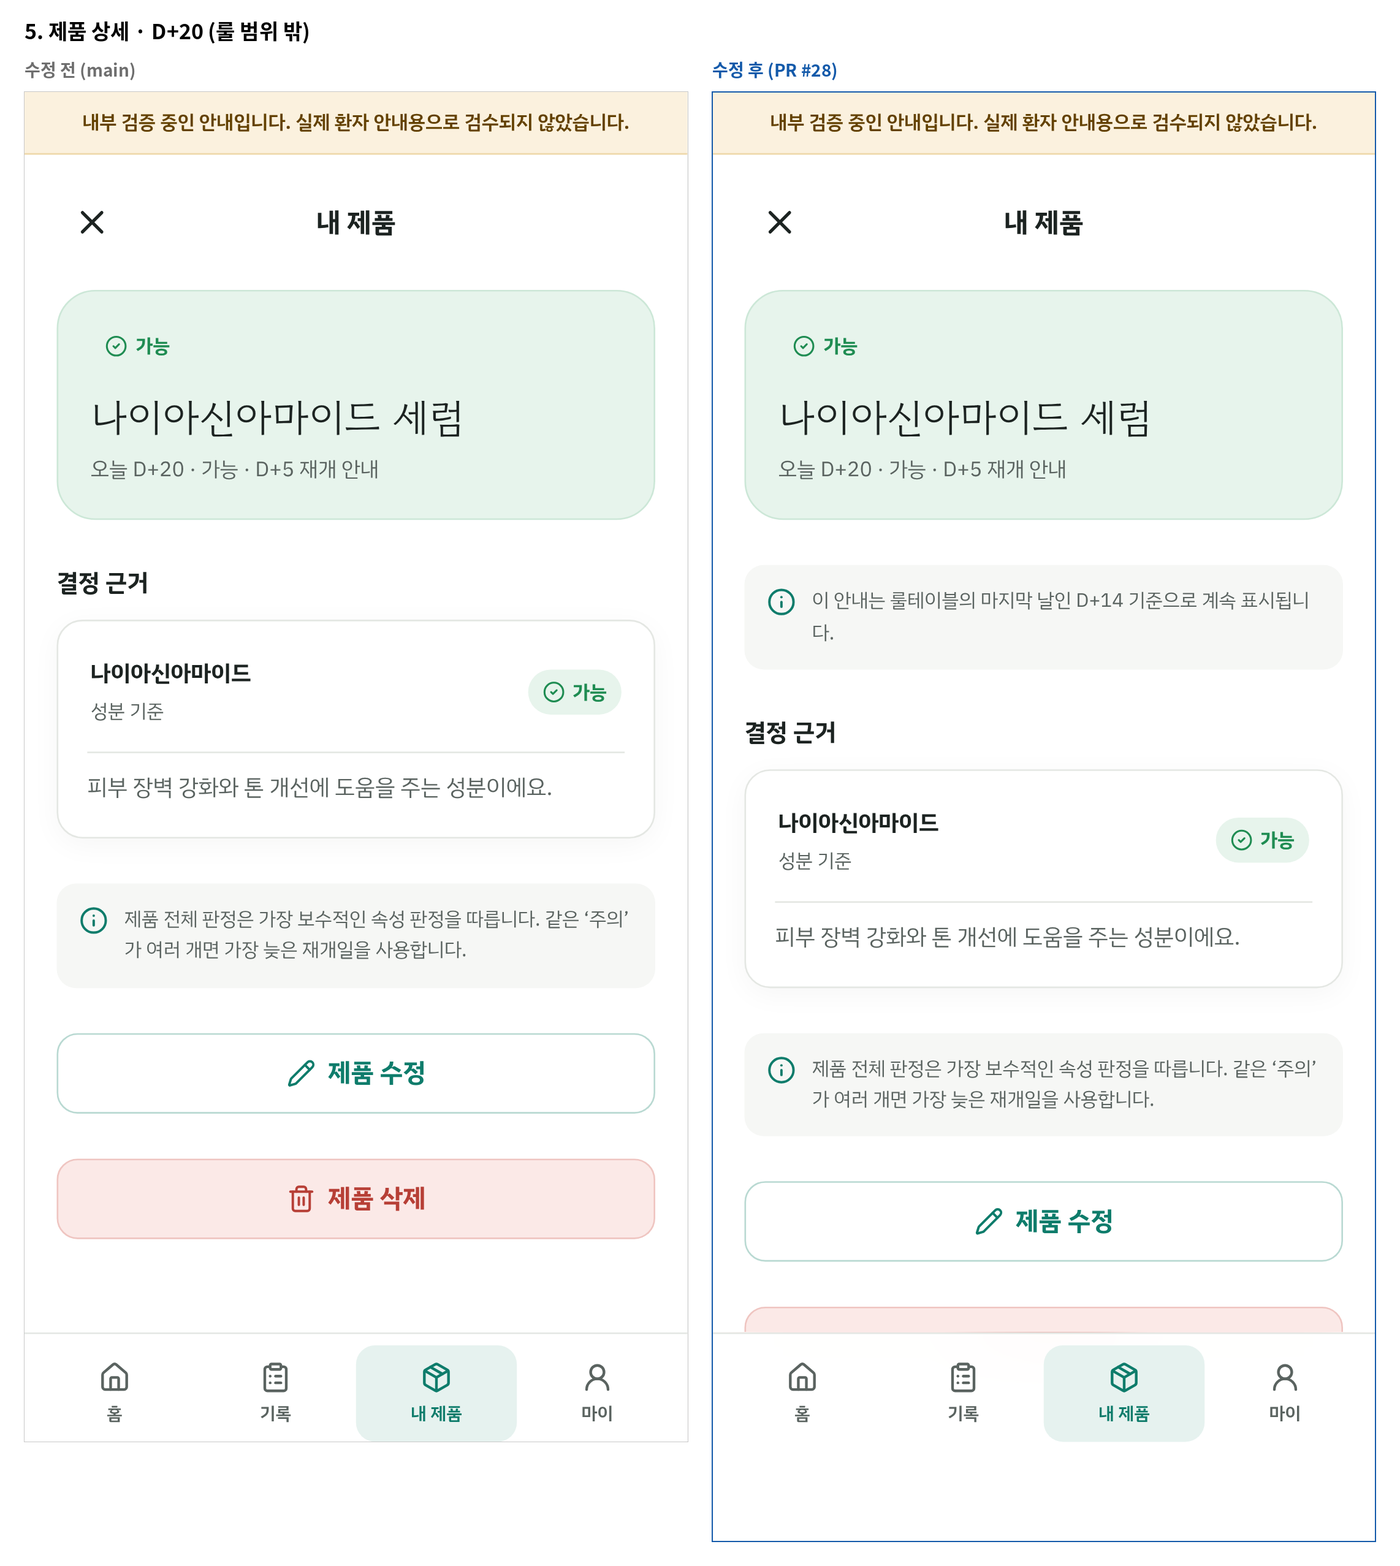 5. 제품 상세 · D+20 (룰 범위 밖)
수정 전 (main)
내부 검증 중인 안내입니다. 실제 환자 안내용으로 검수되지 않았습니다.
내 제품
가능
나이아신아마이드 세럼
오늘 D+20 · 가능 · D+5 재개 안내
결정 근거
나이아신아마이드
성분 기준
가능
피부 장벽 강화와 톤 개선에 도움을 주는 성분이에요.
제품 전체 판정은 가장 보수적인 속성 판정을 따릅니다. 같은 ‘주의’
가 여러 개면 가장 늦은 재개일을 사용합니다.
제품 수정
제품 삭제
홈
기록
내 제품
마이
수정 후 (PR #28)
내부 검증 중인 안내입니다. 실제 환자 안내용으로 검수되지 않았습니다.
내 제품
가능
나이아신아마이드 세럼
오늘 D+20 · 가능 · D+5 재개 안내
이 안내는 룰테이블의 마지막 날인 D+14 기준으로 계속 표시됩니
다.
결정 근거
나이아신아마이드
성분 기준
가능
피부 장벽 강화와 톤 개선에 도움을 주는 성분이에요.
제품 전체 판정은 가장 보수적인 속성 판정을 따릅니다. 같은 ‘주의’
가 여러 개면 가장 늦은 재개일을 사용합니다.
제품 수정
홈
기록
내 제품
마이